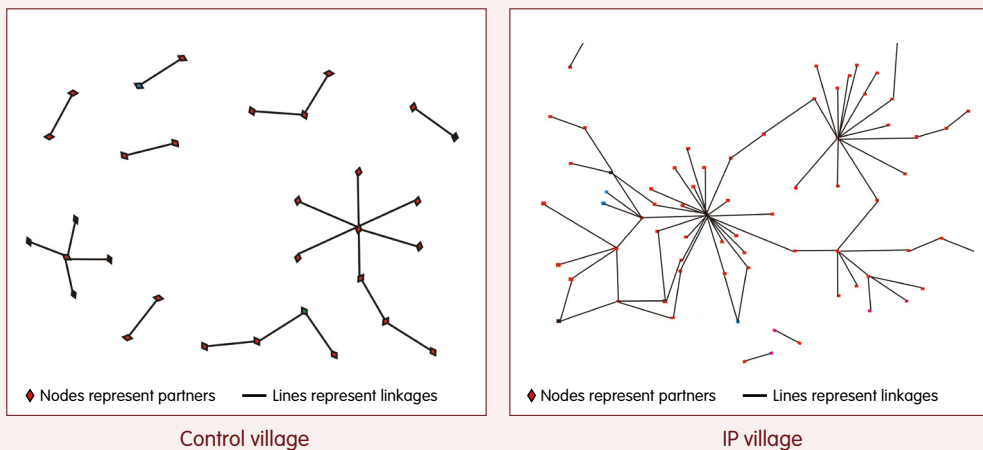 Nodes represent partners Lines represent linkages
Control village
Nodes represent partners Lines represent linkages
IP village